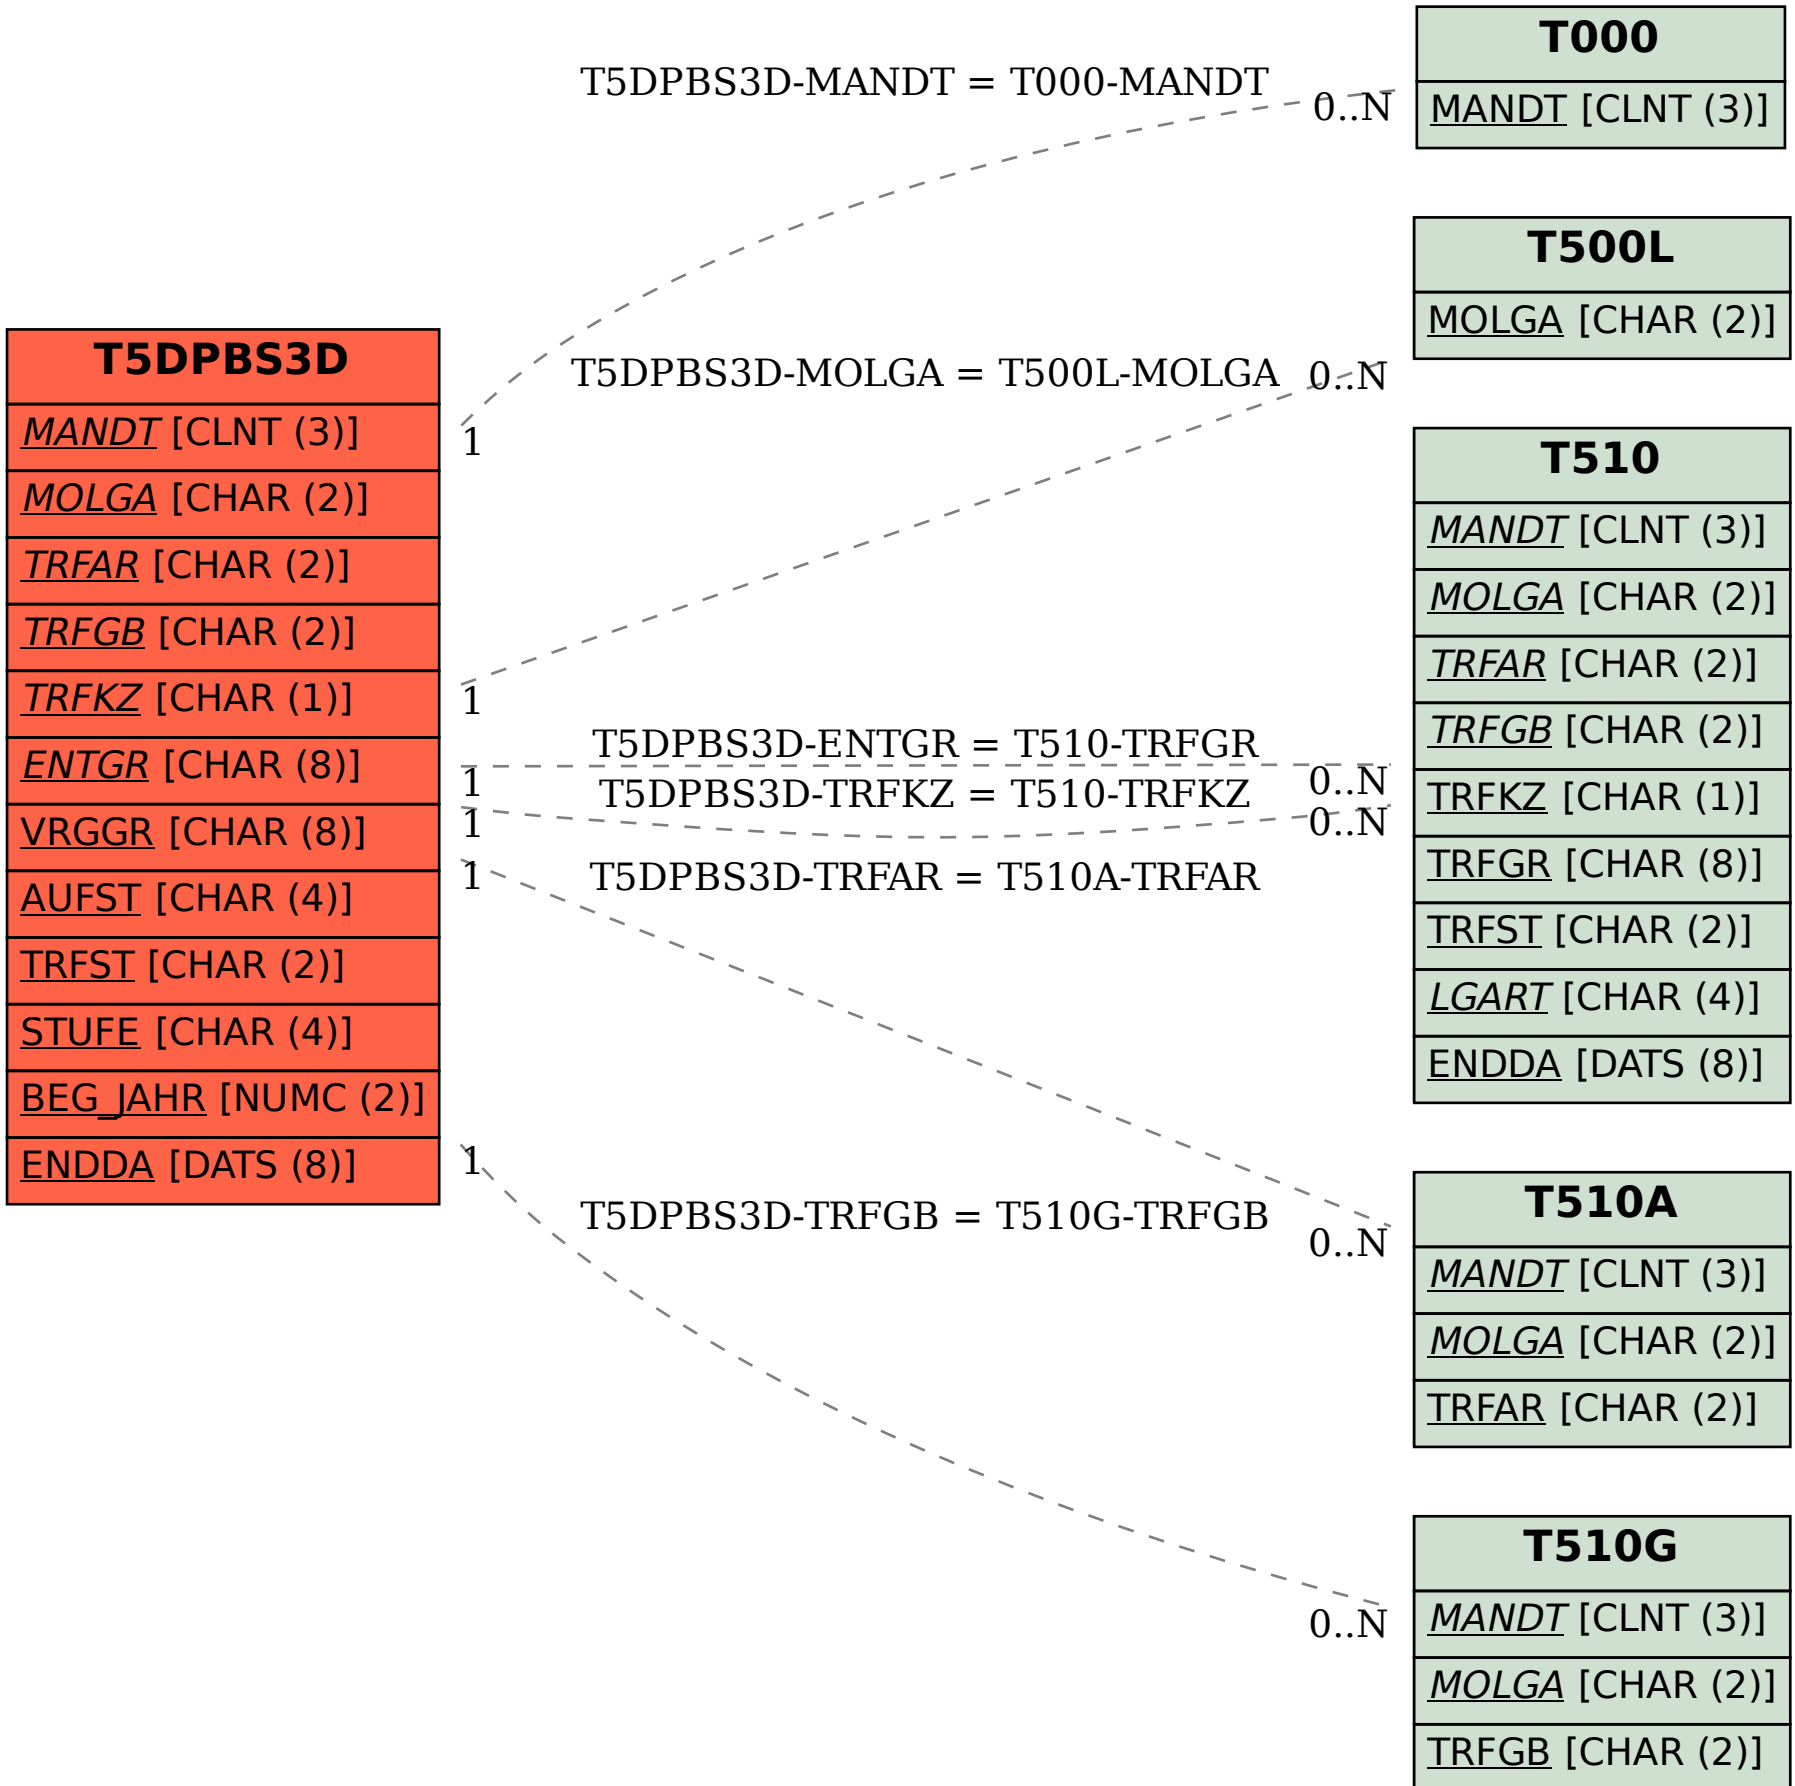 T5DPBS3D
MANDT [CLNT (3)]
MOLGA [CHAR (2)]
TRFAR [CHAR (2)]
TRFGB [CHAR (2)]
TRFKZ [CHAR (1)]
ENTGR [CHAR (8)]
VRGGR [CHAR (8)]
AUFST [CHAR (4)]
TRFST [CHAR (2)]
STUFE [CHAR (4)]
BEG_JAHR [NUMC (2)]
ENDDA [DATS (8)]
T5DPBS3D-MANDT = T000-MANDT
1
0..N
T5DPBS3D-MOLGA = T500L-MOLGA
1
0..N
T5DPBS3D-ENTGR = T510-TRFGR
1
0..N
T5DPBS3D-TRFKZ = T510-TRFKZ
1
0..N
T5DPBS3D-TRFAR = T510A-TRFAR
1
0..N
T5DPBS3D-TRFGB = T510G-TRFGB
1
0..N
T000
MANDT [CLNT (3)]
T500L
MOLGA [CHAR (2)]
T510
MANDT [CLNT (3)]
MOLGA [CHAR (2)]
TRFAR [CHAR (2)]
TRFGB [CHAR (2)]
TRFKZ [CHAR (1)]
TRFGR [CHAR (8)]
TRFST [CHAR (2)]
LGART [CHAR (4)]
ENDDA [DATS (8)]
T510A
MANDT [CLNT (3)]
MOLGA [CHAR (2)]
TRFAR [CHAR (2)]
T510G
MANDT [CLNT (3)]
MOLGA [CHAR (2)]
TRFGB [CHAR (2)]